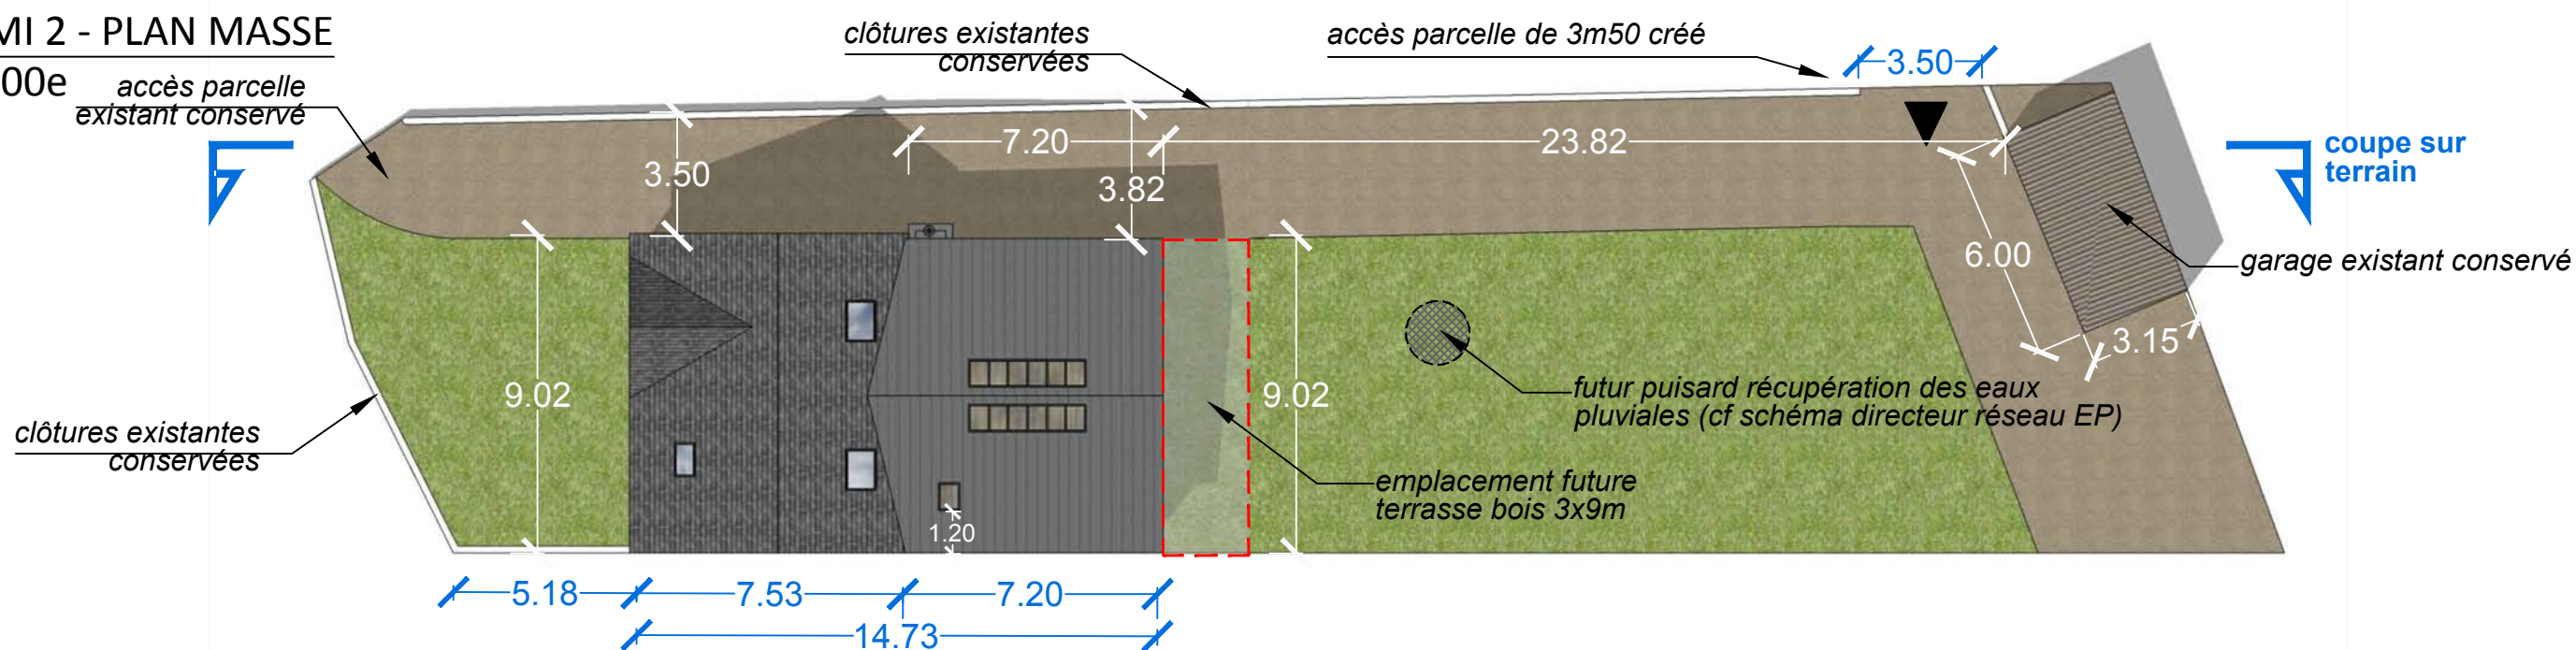 MI 2 - PLAN MASSE
00e
accès parcelle
existant conservé
clôtures existantes
conservées
accès parcelle de 3m50 créé
3.50
coupe sur
terrain
7.20
23.82
3.50
3.82
6.00
garage existant conservé
3.15
9.02
9.02
futur puisard récupération des eaux
pluviales (cf schéma directeur réseau EP)
clôtures existantes
conservées
emplacement future
terrasse bois 3x9m
1.20
5.18
7.53
7.20
14.73